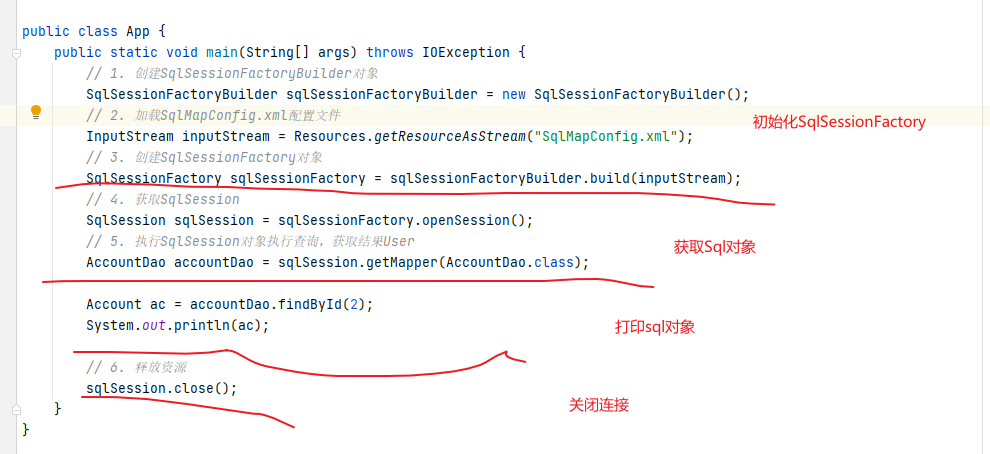 public class App {
public static void main(String[] args) throws IOException {
// 1. 创建SqlSessionFactoryBuilder对象
SqlSessionFactoryBuilder sqlSessionFactoryBuilder = new SqlSessionFactoryBuilder();
// 2. 加载SqlMapConfig.xml配置文件
初始化SqlSessionFactory
InputStream inputStream = Resources.getResourceAsStream("SqlMapConfig.xml");
// 3. 创建SqlSessionFactory对象
SqlSessionFactory sqlSessionFactory = sqlSessionFactoryBuilder.build(inputStream);
// 4. 获取SqlSession
SqlSession sqlSession = sqlSessionFactory.openSession();
// 5. 执行SqlSession对象执行查询，获取结果User
获取Sql对象
AccountDao accountDao = sqlSession.getMapper(AccountDao.class);
Account ac = accountDao.findById(2);
System.out.println(ac);
打印sql对象
// 6. 释放资源
sqlSession.close();
关闭连接
}
}